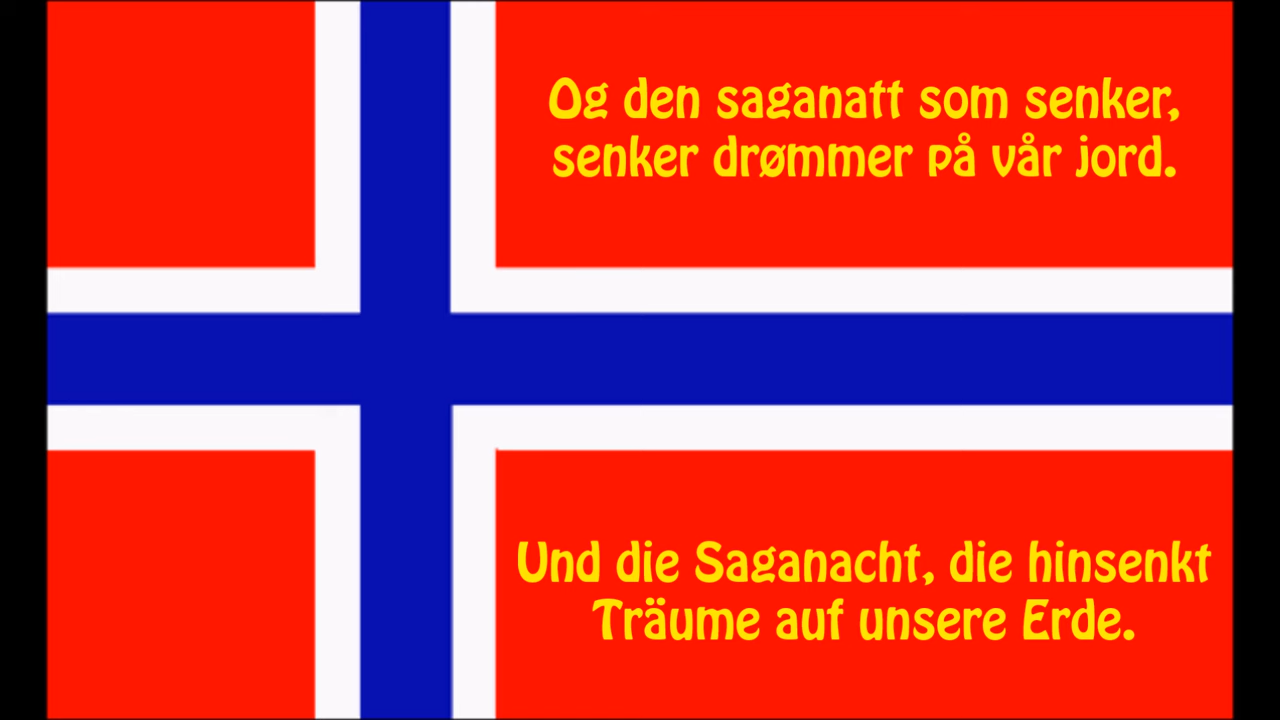 Og den saganatt som senker,
senker drømmer på vår jord.
Und die Saganacht, die hinsenkt
Träume auf unsere Erde.